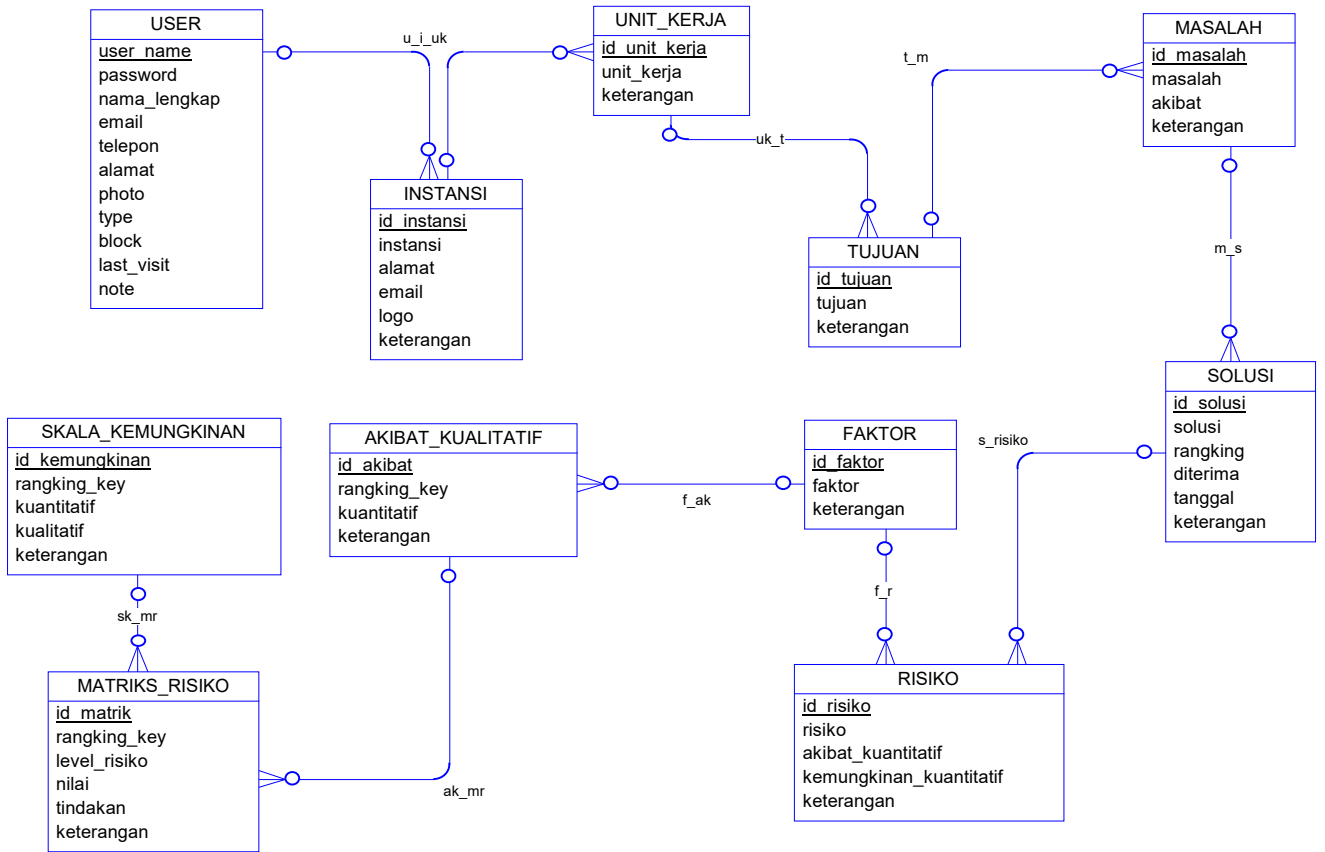 USER
user_name
password
nama_lengkap
email
telepon
alamat
photo
type
block
last_visit
note
u_i_uk
UNIT_KERJA
id_unit_kerja
unit_kerja
keterangan
t_m
MASALAH
id_masalah
masalah
akibat
keterangan
uk_t
INSTANSI
id_instansi
instansi
alamat
email
logo
keterangan
TUJUAN
id_tujuan
tujuan
keterangan
m_s
SOLUSI
id_solusi
solusi
rangking
diterima
tanggal
keterangan
SKALA_KEMUNGKINAN
id_kemungkinan
rangking_key
kuantitatif
kualitatif
keterangan
AKIBAT_KUALITATIF
id_akibat
rangking_key
kuantitatif
keterangan
f_ak
FAKTOR
id_faktor
faktor
keterangan
s_risiko
f_r
sk_mr
MATRIKS_RISIKO
id_matrik
rangking_key
level_risiko
nilai
tindakan
keterangan
ak_mr
RISIKO
id_risiko
risiko
akibat_kuantitatif
kemungkinan_kuantitatif
keterangan